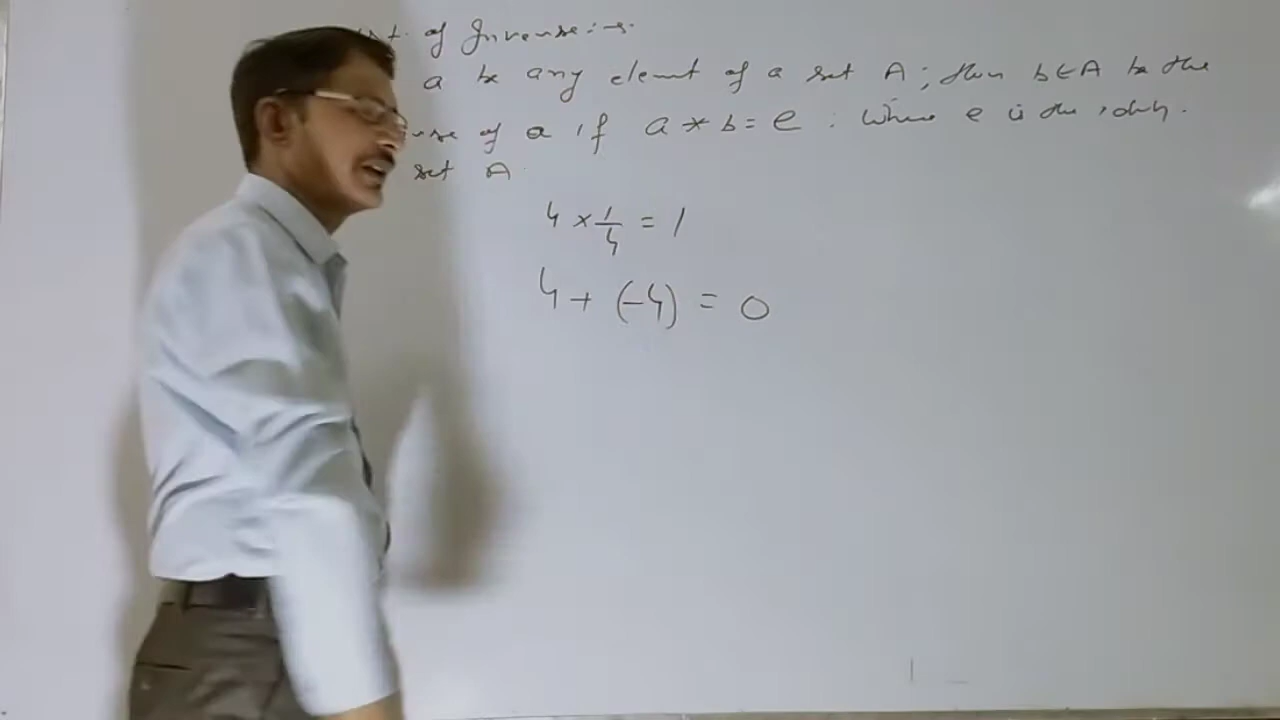 of Inverse:→
a be any element of a set A; then b∈A be the
of a if a * b = e : where e is the
set A.
4 × 1/4 = 1
4 + (-4) = 0